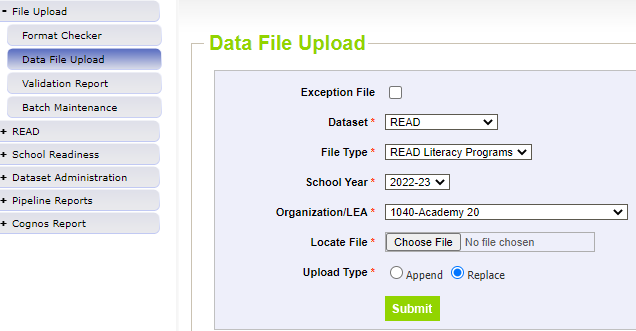 - File Upload
Format Checker
Data File Upload
Validation Report
Batch Maintenance
+ READ
+ School Readiness
+ Dataset Administration
+ Pipeline Reports
+ Cognos Report
Data File Upload
Exception File
Dataset * READ
File Type * READ Literacy Programs
School Year * 2022-23
Organization/LEA * 1040-Academy 20
Locate File * Choose File No file chosen
Upload Type * Append Replace
Submit